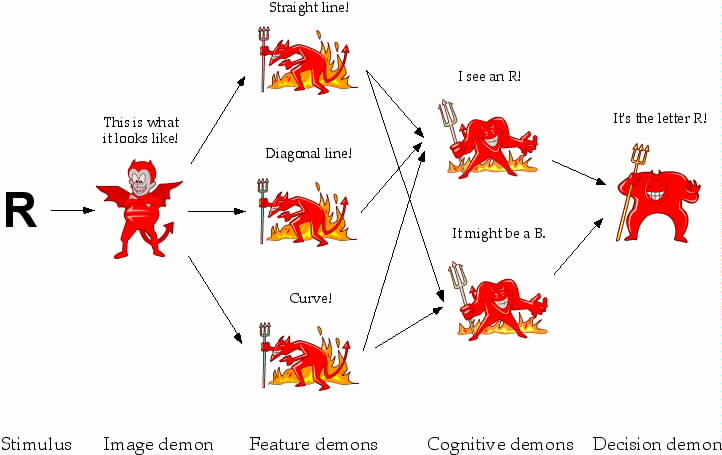 Straight line!
I see an R!
This is what
it looks like!
It's the letter R!
Diagonal line!
R
It might be a B.
Curve!
Stimulus
Image demon
Feature demons
Cognitive demons
Decision demon